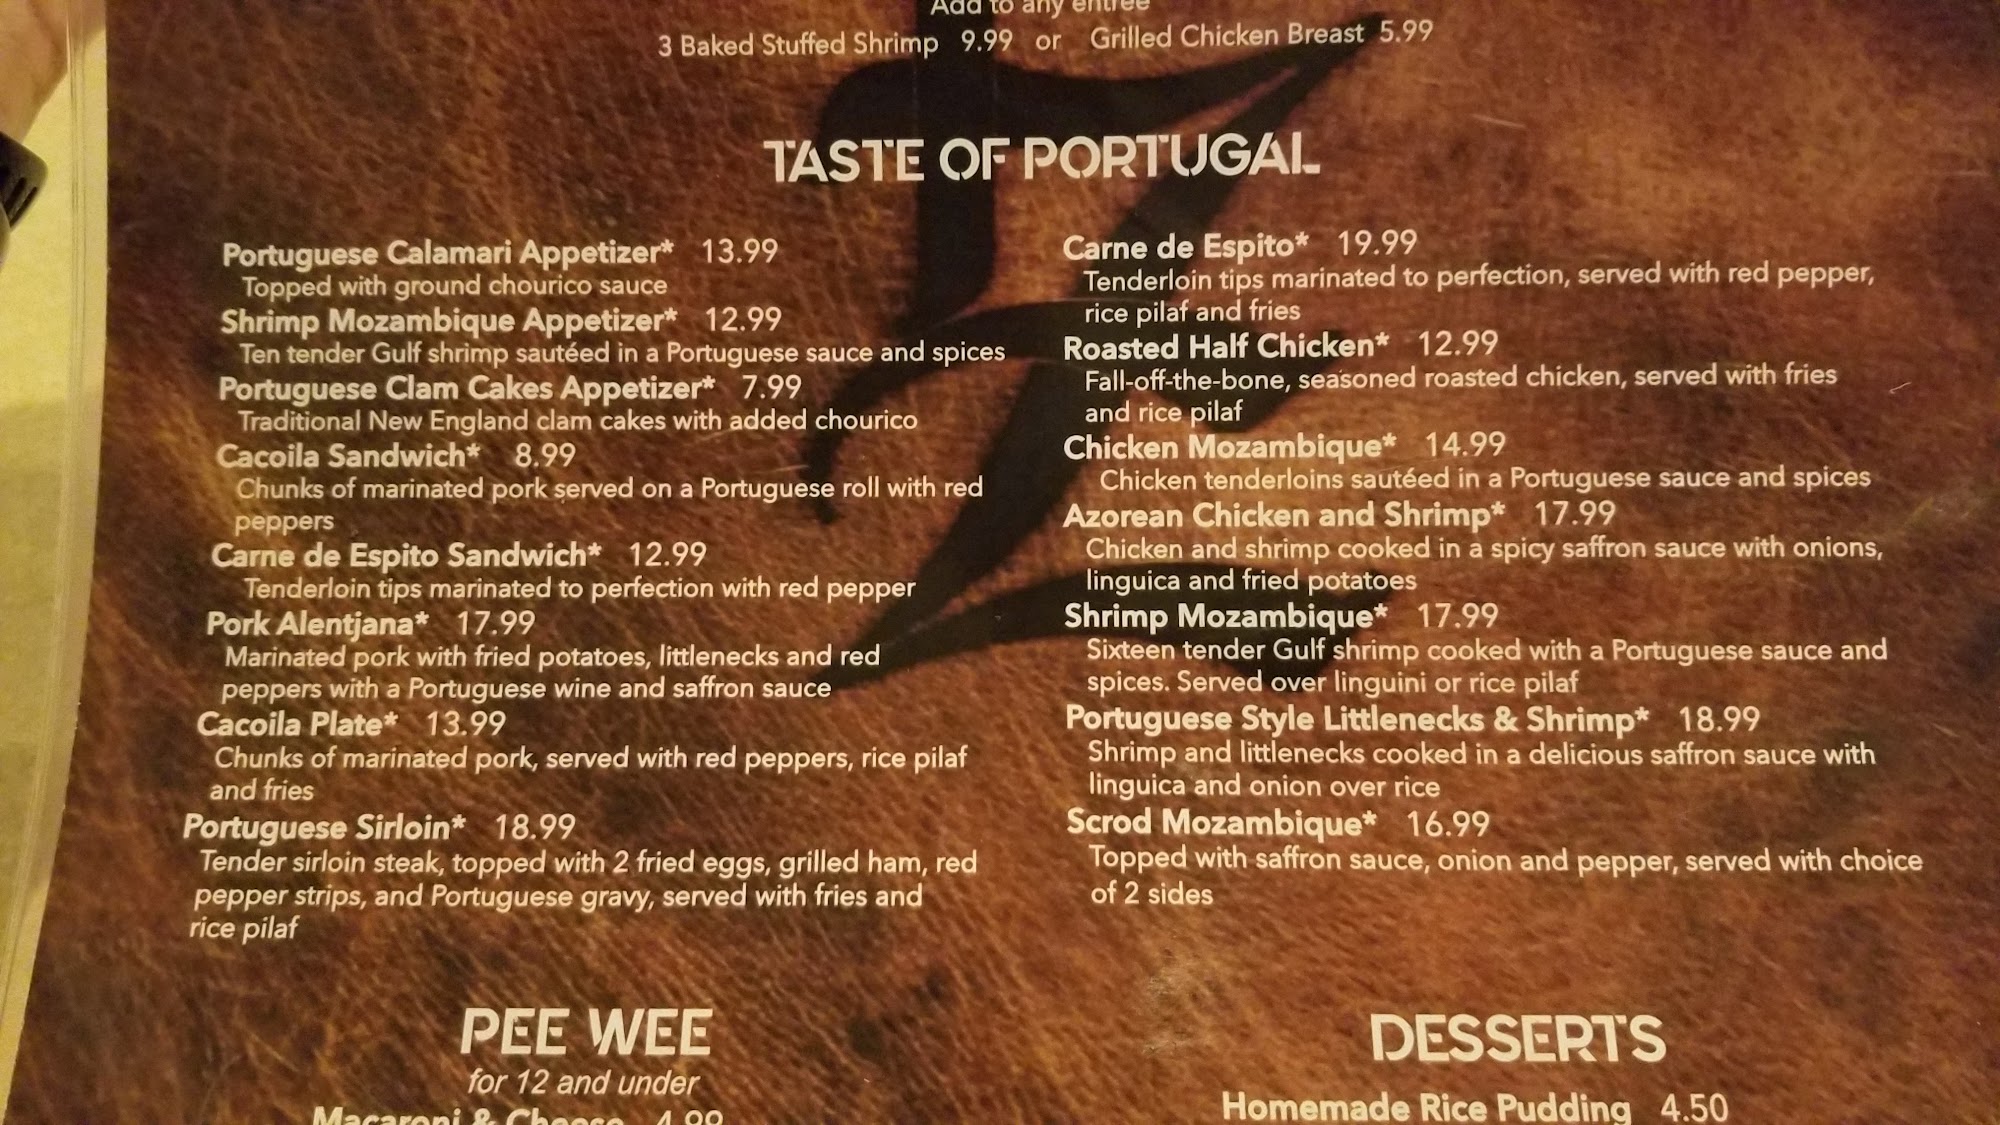 Add to any entree
3 Baked Stuffed Shrimp 9.99 or Grilled Chicken Breast 5.99
TASTE OF PORTUGAL
Portuguese Calamari Appetizer* 13.99
Topped with ground chourico sauce
Shrimp Mozambique Appetizer* 12.99
Ten tender Gulf shrimp sautéed in a Portuguese sauce and spices
Portuguese Clam Cakes Appetizer* 7.99
Traditional New England clam cakes with added chourico
Cacoila Sandwich* 8.99
Chunks of marinated pork served on a Portuguese roll with red
peppers
Carne de Espito Sandwich* 12.99
Tenderloin tips marinated to perfection with red pepper
Pork Alentjana* 17.99
Marinated pork with fried potatoes, littlenecks and red
peppers with a Portuguese wine and saffron sauce
Cacoila Plate* 13.99
Chunks of marinated pork, served with red peppers, rice pilaf
and fries
Portuguese Sirloin* 18.99
Tender sirloin steak, topped with 2 fried eggs, grilled ham, red
pepper strips, and Portuguese gravy, served with fries and
rice pilaf
Carne de Espito* 19.99
Tenderloin tips marinated to perfection, served with red pepper,
rice pilaf and fries
Roasted Half Chicken* 12.99
Fall-off-the-bone, seasoned roasted chicken, served with fries
and rice pilaf
Chicken Mozambique* 14.99
Chicken tenderloins sautéed in a Portuguese sauce and spices
Azorean Chicken and Shrimp* 17.99
Chicken and shrimp cooked in a spicy saffron sauce with onions,
linguica and fried potatoes
Shrimp Mozambique* 17.99
Sixteen tender Gulf shrimp cooked with a Portuguese sauce and
spices. Served over linguini or rice pilaf
Portuguese Style Littlenecks & Shrimp* 18.99
Shrimp and littlenecks cooked in a delicious saffron sauce with
linguica and onion over rice
Scrod Mozambique* 16.99
Topped with saffron sauce, onion and pepper, served with choice
of 2 sides
PEE WEE
for 12 and under
Macaroni & Cheese 4.99
DESSERTS
Homemade Rice Pudding 4.50